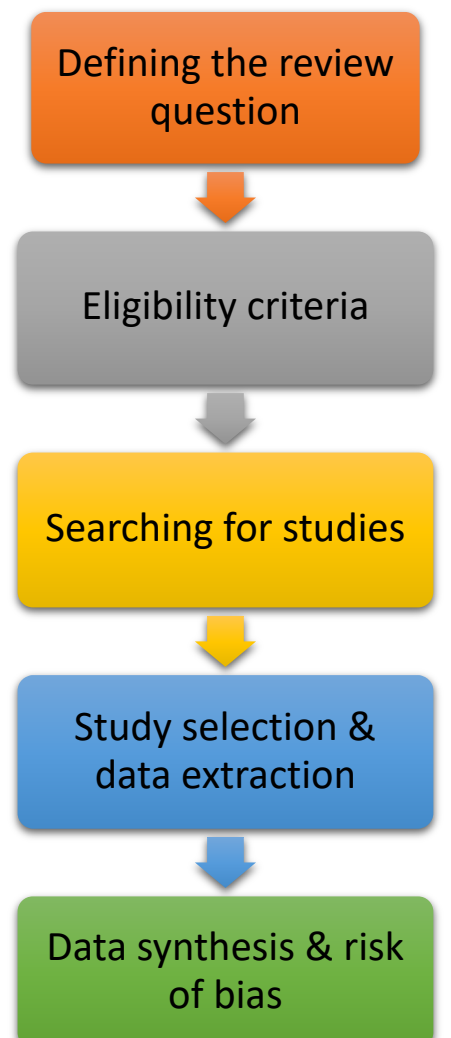 Defining the review
question
Eligibility criteria
Searching for studies
Study selection &
data extraction
Data synthesis & risk
of bias